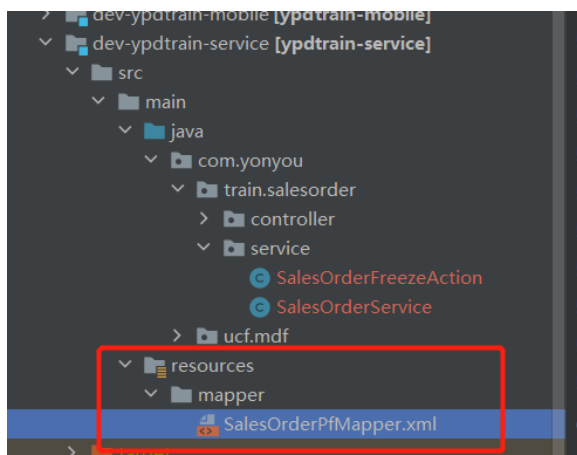 dev-ypdtrain-mobile [ypdtrain-mobile]
dev-ypdtrain-service [ypdtrain-service]
src
main
java
com.yonyou
train.salesorder
controller
service
SalesOrderFreezeAction
SalesOrderService
ucf.mdf
resources
mapper
SalesOrderPfMapper.xml